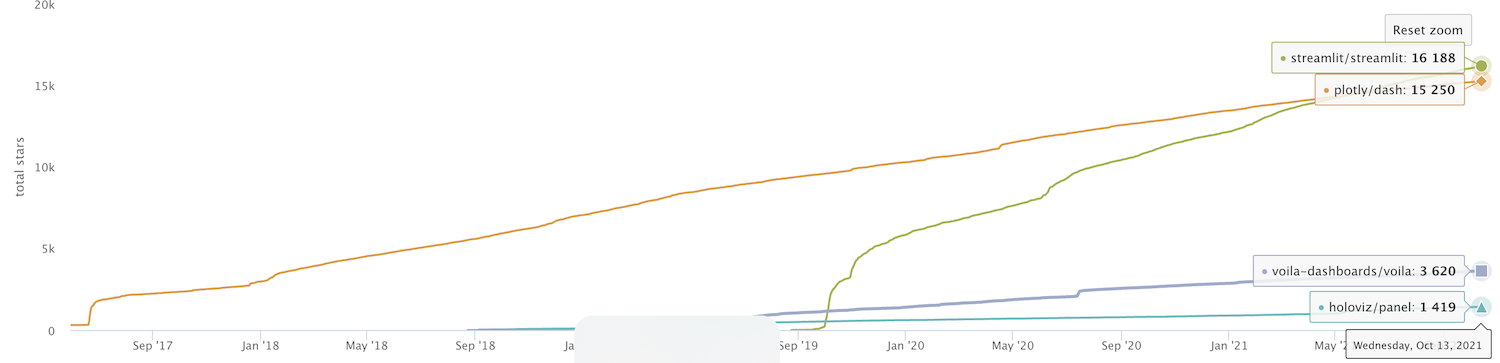 20k
Reset zoom
streamlit/streamlit: 16 188
15k
plotly/dash: 15 250
total stars
10k
5k
voila-dashboards/voila: 3 620
holoviz/panel: 1 419
0
Sep '17
Jan '18
May '18
Sep '18
Sep '19
Jan '20
May '20
Sep '20
Jan '21
Wednesday, Oct 13, 2021